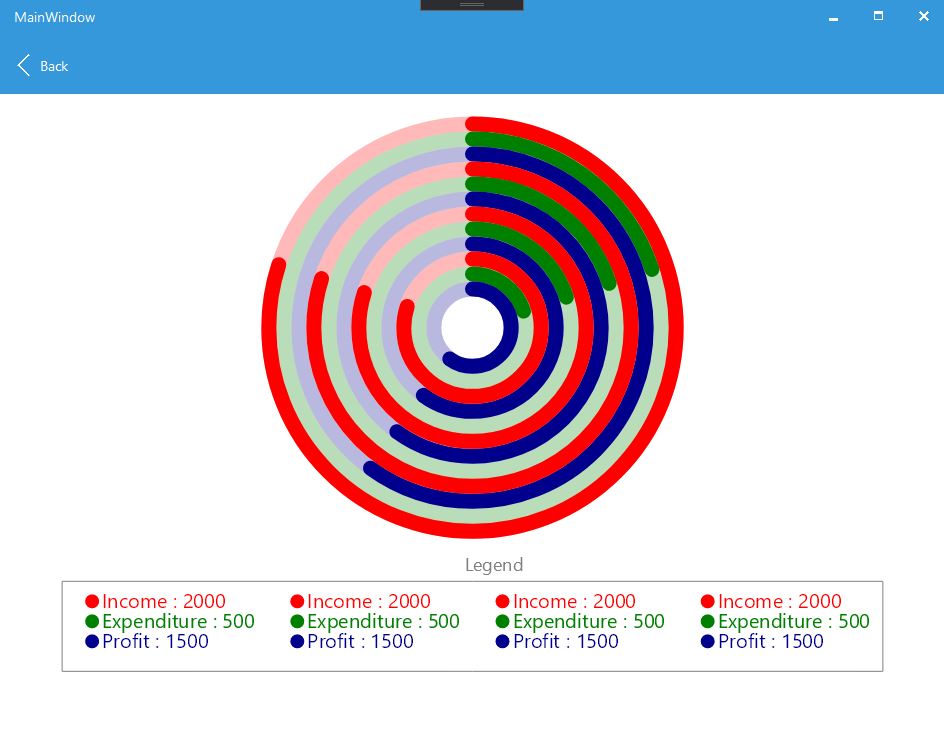 MainWindow
Back
Legend
Income : 2000 Income : 2000 Income : 2000 Income : 2000
Expenditure : 500 Expenditure : 500 Expenditure : 500 Expenditure : 500
Profit : 1500 Profit : 1500 Profit : 1500 Profit : 1500